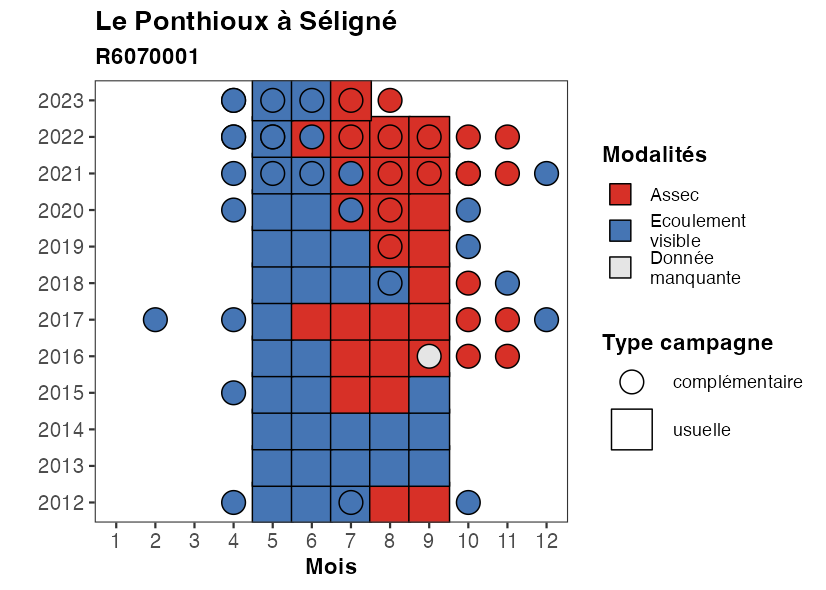 Le Ponthioux à Séligné
R6070001
2023
2022
2021
2020
2019
2018
2017
2016
2015
2014
2013
2012
1 2 3 4 5 6 7 8 9 10 11 12
Mois
Modalités
Assec
Ecoulement
visible
Donnée
manquante
Type campagne
complémentaire
usuelle